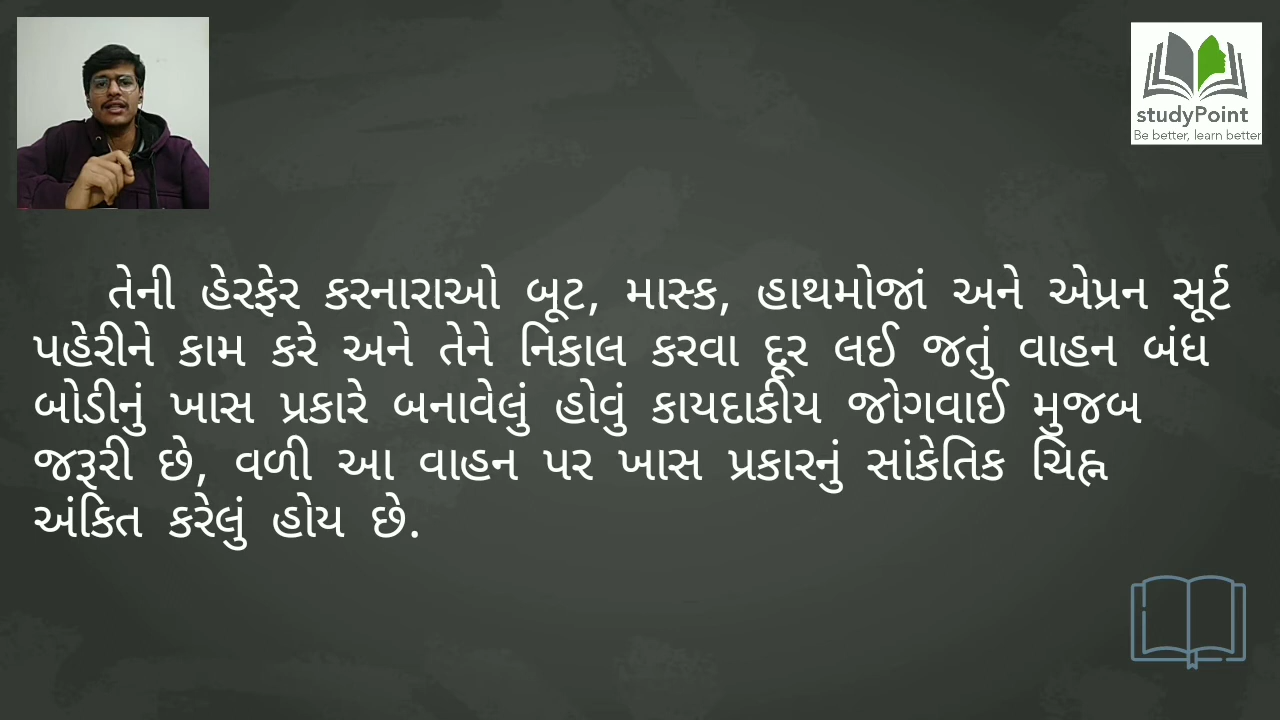 studyPoint
Be better, learn better
તેની હેરફેર કરનારાઓ બૂટ, માસ્ક, હાથમોજાં અને એપ્રન સૂર્ટ
પહેરીને કામ કરે અને તેને નિકાલ કરવા દૂર લઈ જતું વાહન બંધ
બોડીનું ખાસ પ્રકારે બનાવેલું હોવું કાયદાકીય જોગવાઈ મુજબ
જરૂરી છે, વળી આ વાહન પર ખાસ પ્રકારનું સાંકેતિક ચિહ્ન
અંકિત કરેલું હોય છે.